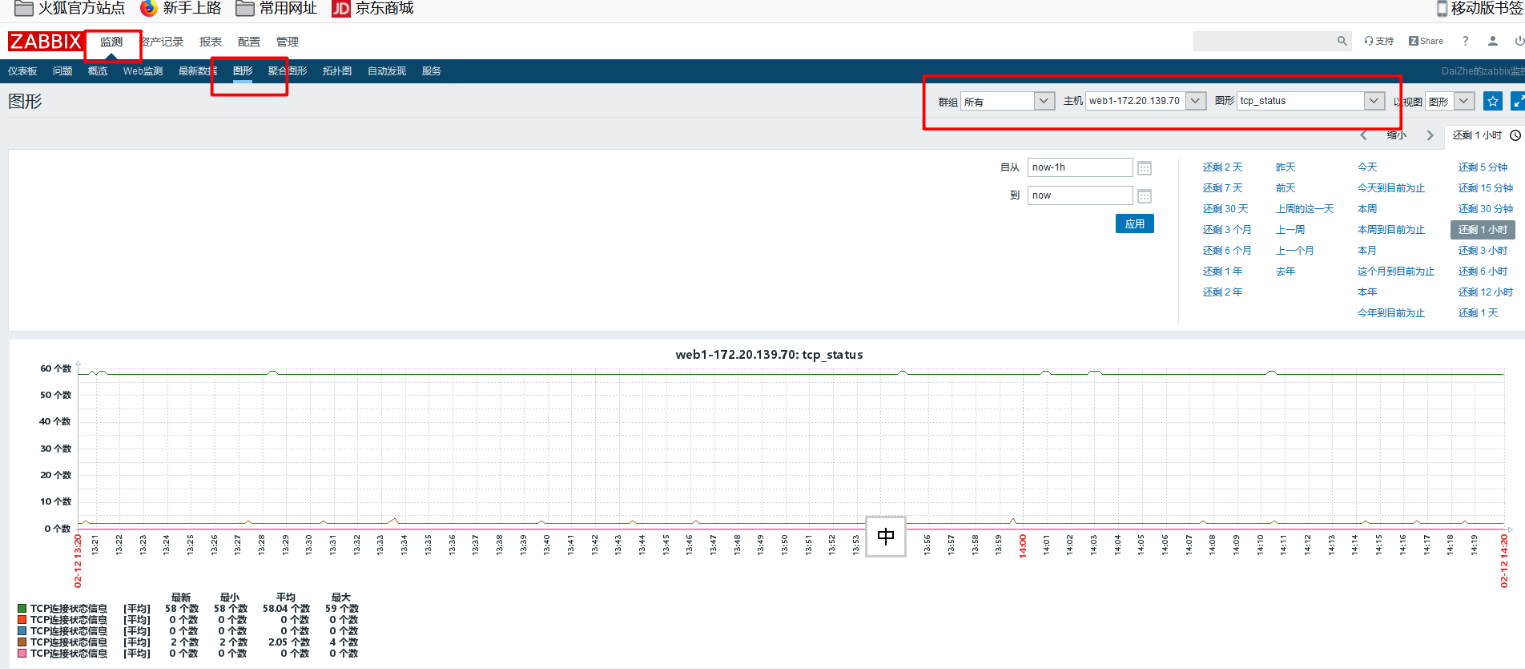 火狐官方站点 新手上路 常用网址 JD 京东商城 移动版书签
ZABBIX 监测 资产记录 报表 配置 管理 支持 Z Share ?
仪表板 问题 概览 Web监测 最新数据 图形 聚合图形 拓扑图 自动发现 服务 DaiZhe的zabbix监控
图形 群组 所有 主机 web1-172.20.139.70 图形 tcp_status 以视图 图形
缩小 还剩 1 小时
自从 now-1h
到 now
应用
还剩 2 天 昨天 今天 还剩 5 分钟
还剩 7 天 前天 今天到目前为止 还剩 15 分钟
还剩 30 天 上周的这一天 本周 还剩 30 分钟
还剩 3 个月 上一周 本周到目前为止 还剩 1 小时
还剩 6 个月 上一个月 本月 还剩 3 小时
还剩 1 年 去年 这个月到目前为止 还剩 6 小时
还剩 2 年 本年 还剩 12 小时
今年到目前为止 还剩 1 天
web1-172.20.139.70: tcp_status
60 个数
50 个数
40 个数
30 个数
20 个数
10 个数
0 个数
中
02-12 13:20 13:21 13:22 13:23 13:24 13:25 13:26 13:27 13:28 13:29 13:30 13:31 13:32 13:33 13:34 13:35 13:36 13:37 13:38 13:39 13:40 13:41 13:42 13:43 13:44 13:45 13:46 13:47 13:48 13:49 13:50 13:51 13:52 13:53 13:56 13:57 13:58 13:59 14:00 14:01 14:02 14:03 14:04 14:05 14:06 14:07 14:08 14:09 14:10 14:11 14:12 14:13 14:14 14:15 14:16 14:17 14:18 14:19 02-12 14:20
最新 最小 平均 最大
TCP连接状态信息 [平均] 58 个数 58 个数 58.04 个数 59 个数
TCP连接状态信息 [平均] 0 个数 0 个数 0 个数 0 个数
TCP连接状态信息 [平均] 0 个数 0 个数 0 个数 0 个数
TCP连接状态信息 [平均] 2 个数 2 个数 2.05 个数 4 个数
TCP连接状态信息 [平均] 0 个数 0 个数 0 个数 0 个数